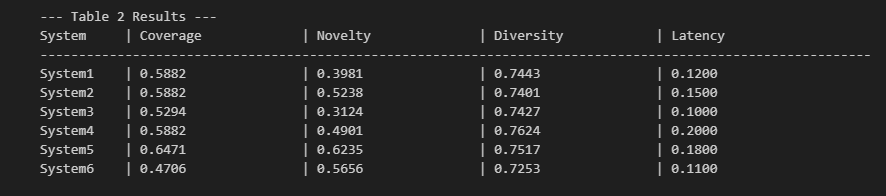 --- Table 2 Results ---
System | Coverage | Novelty | Diversity | Latency
--------------------------------------------------------------------------------------------------------
System1 | 0.5882 | 0.3981 | 0.7443 | 0.1200
System2 | 0.5882 | 0.5238 | 0.7401 | 0.1500
System3 | 0.5294 | 0.3124 | 0.7427 | 0.1000
System4 | 0.5882 | 0.4901 | 0.7624 | 0.2000
System5 | 0.6471 | 0.6235 | 0.7517 | 0.1800
System6 | 0.4706 | 0.5656 | 0.7253 | 0.1100